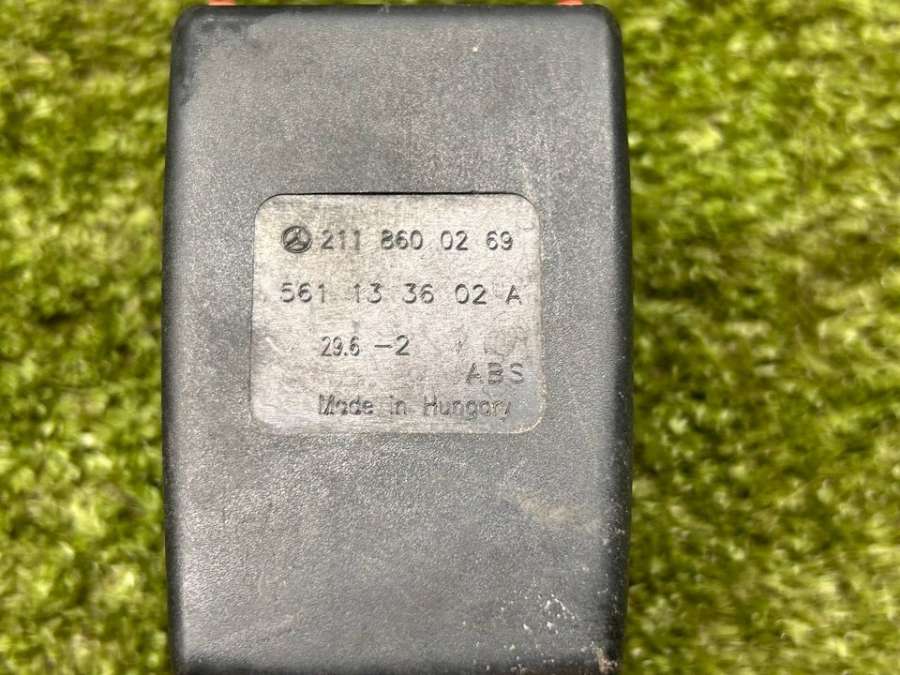 211 860 02 69
561 13 36 02 A
29.6 -2
ABS
Made in Hungary